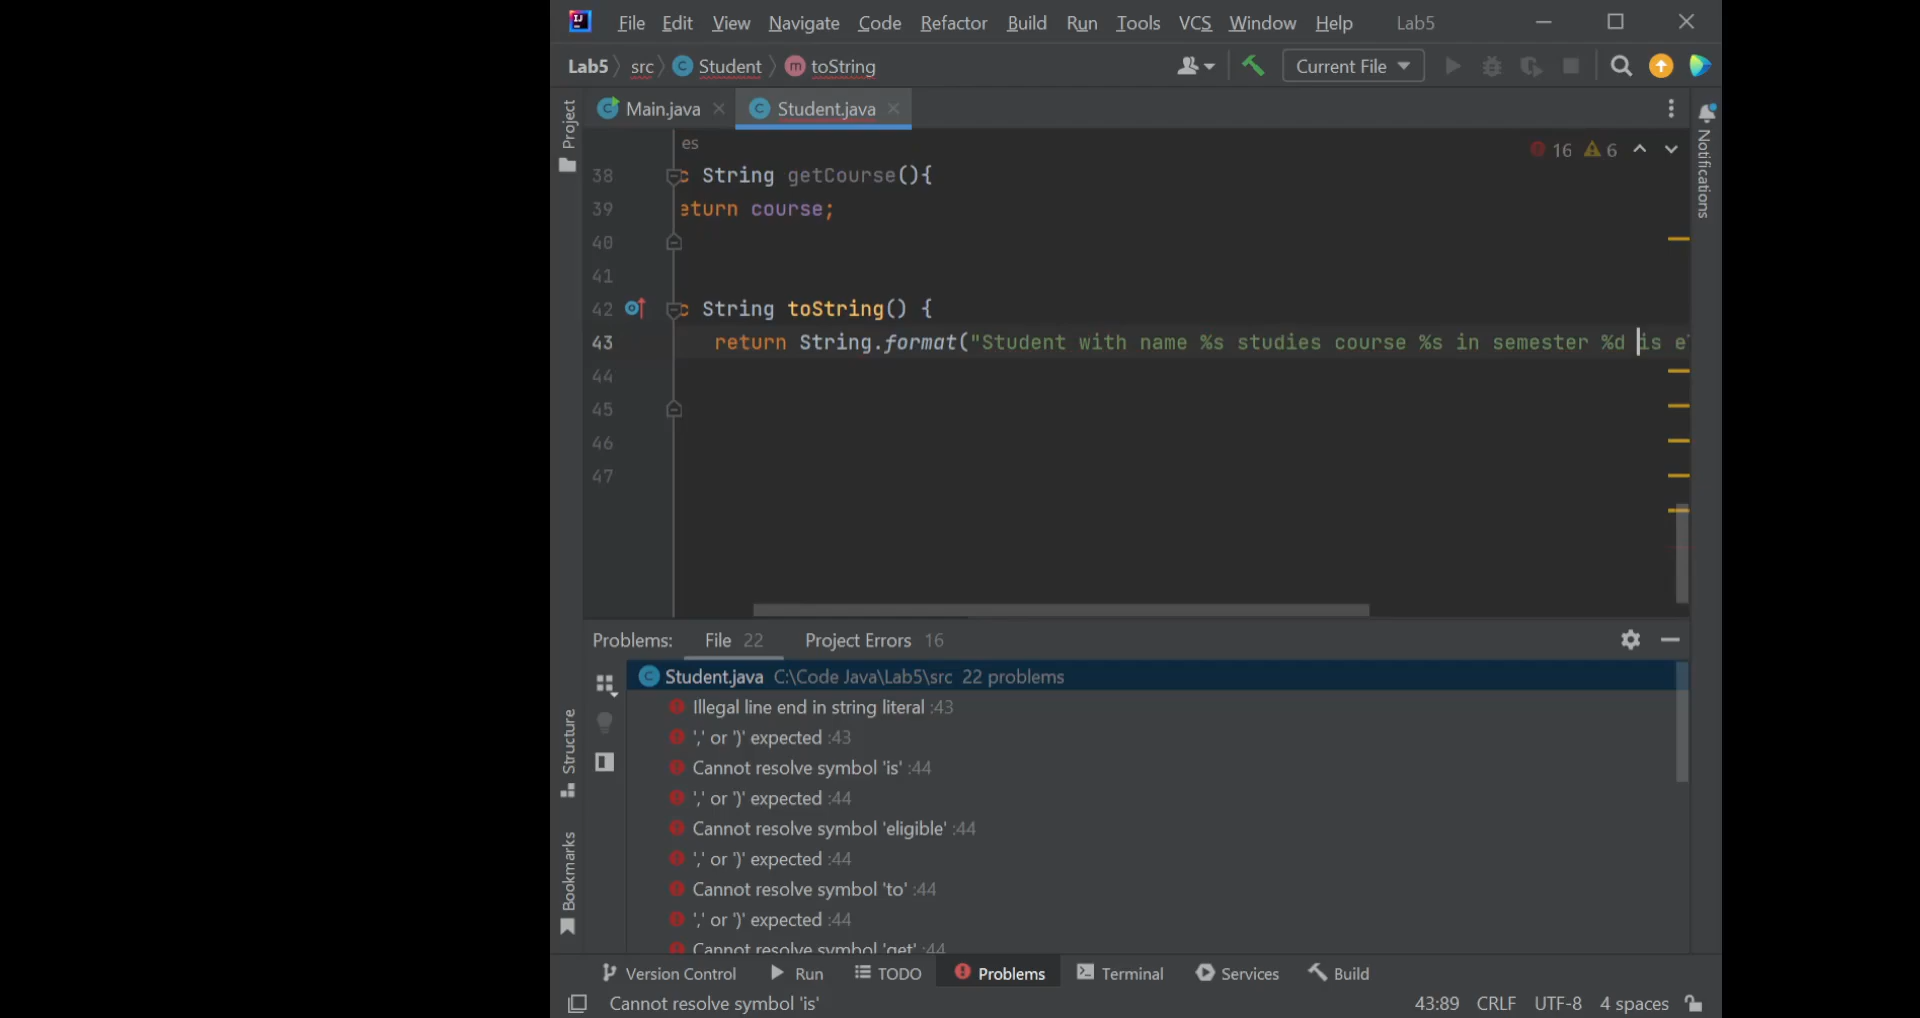 File Edit View Navigate Code Refactor Build Run Tools VCS Window Help Lab5
Lab5 src Student toString Current File
Main.java Student.java
Project
Notifications
es
16 6
38 c String getCourse(){
39 eturn course;
40
41
42 c String toString() {
43 return String.format("Student with name %s studies course %s in semester %d is e
44
45
46
47
Problems: File 22 Project Errors 16
Student.java C:\Code Java\Lab5\src 22 problems
Illegal line end in string literal :43
',' or ')' expected :43
Cannot resolve symbol 'is' :44
',' or ')' expected :44
Cannot resolve symbol 'eligible' :44
',' or ')' expected :44
Cannot resolve symbol 'to' :44
',' or ')' expected :44
Cannot resolve symbol 'get' :44
Structure
Bookmarks
Version Control Run TODO Problems Terminal Services Build
Cannot resolve symbol 'is' 43:89 CRLF UTF-8 4 spaces